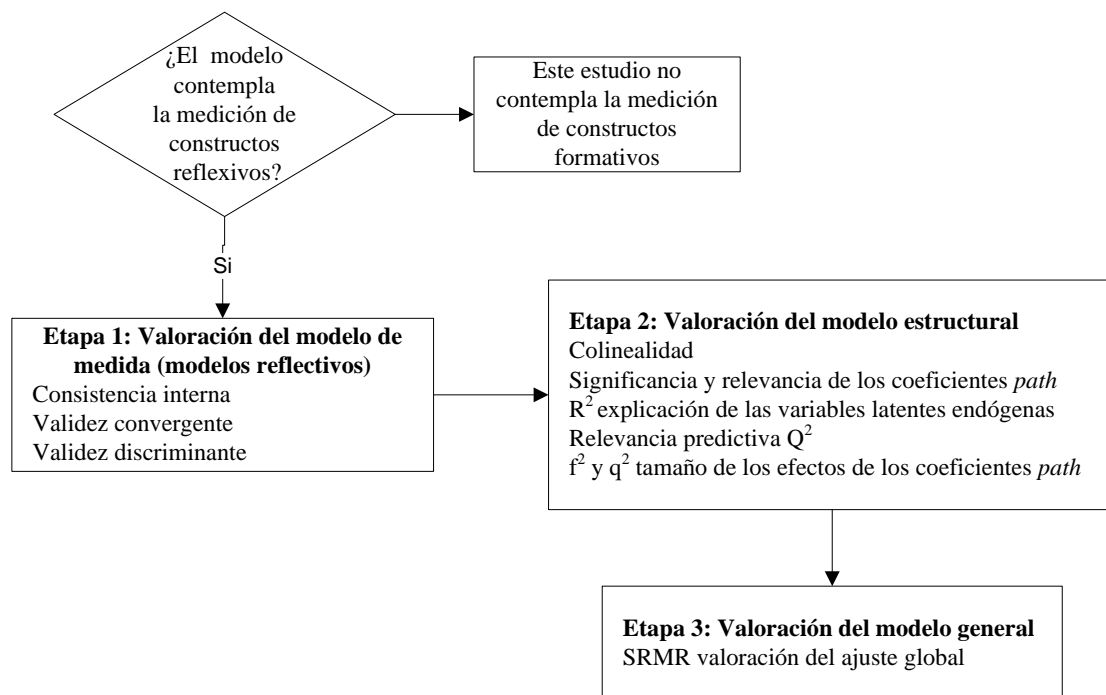 ¿El modelo
contempla
la medición de
constructos
reflexivos?
Este estudio no
contempla la medición
de constructos
formativos
Si
Etapa 1: Valoración del modelo de
medida (modelos reflectivos)
Consistencia interna
Validez convergente
Validez discriminante
Etapa 2: Valoración del modelo estructural
Colinealidad
Significancia y relevancia de los coeficientes path
R² explicación de las variables latentes endógenas
Relevancia predictiva Q²
f² y q² tamaño de los efectos de los coeficientes path
Etapa 3: Valoración del modelo general
SRMR valoración del ajuste global